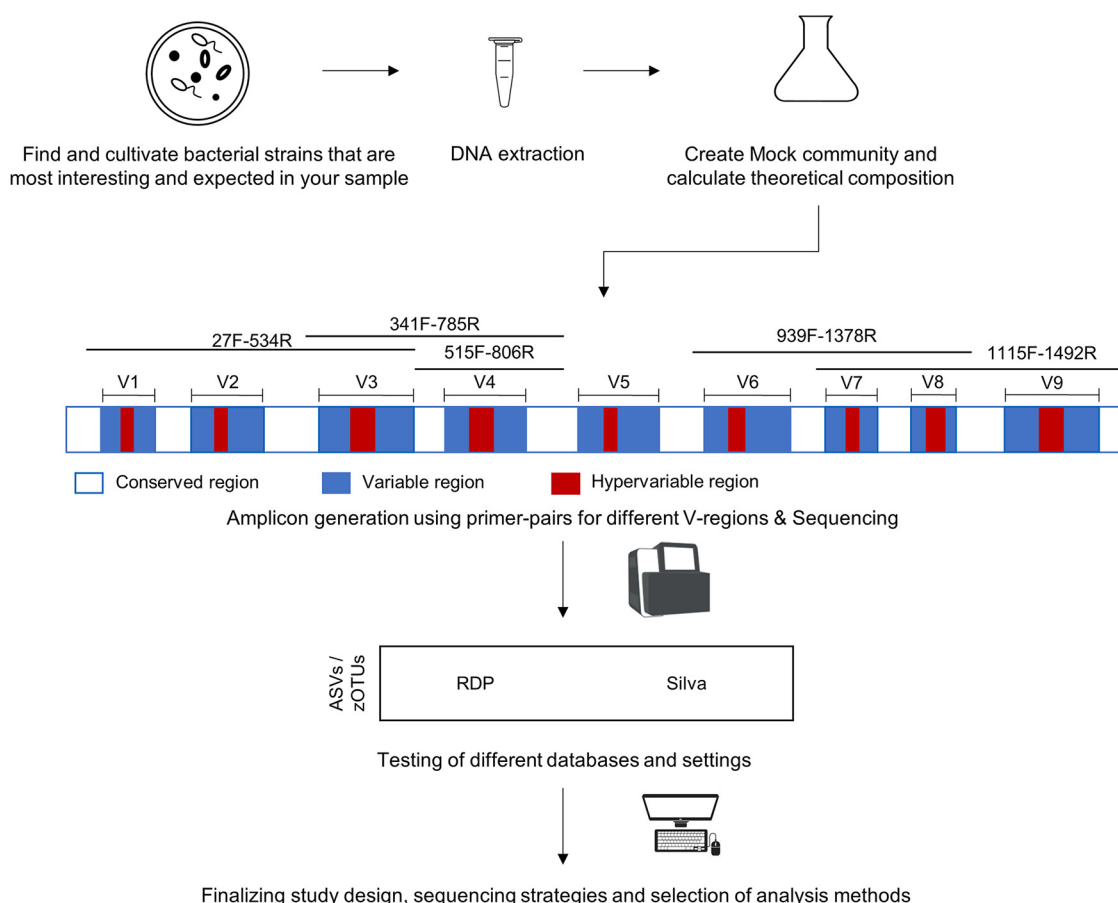 Find and cultivate bacterial strains that are
most interesting and expected in your sample
DNA extraction
Create Mock community and
calculate theoretical composition
341F-785R
27F-534R
939F-1378R
515F-806R
1115F-1492R
V1
V2
V3
V4
V5
V6
V7
V8
V9
Conserved region
Variable region
Hypervariable region
Amplicon generation using primer-pairs for different V-regions & Sequencing
ASVs /
zOTUs
RDP
Silva
Testing of different databases and settings
Finalizing study design, sequencing strategies and selection of analysis methods